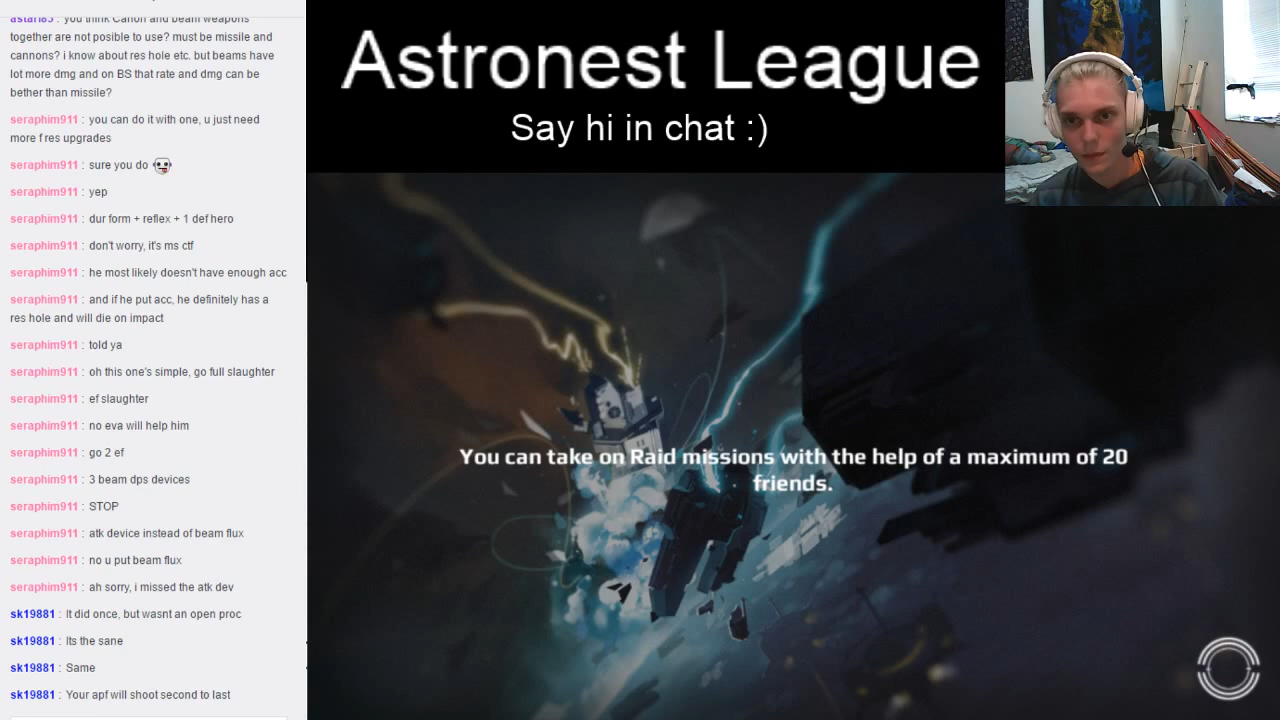 astari85 : you think Canon and beam weapons
together are not posible to use? must be missile and
cannons? i know about res hole etc. but beams have
lot more dmg and on BS that rate and dmg can be
bether than missile?
seraphim911 : you can do it with one, u just need
more f res upgrades
seraphim911 : sure you do
seraphim911 : yep
seraphim911 : dur form + reflex + 1 def hero
seraphim911 : don't worry, it's ms ctf
seraphim911 : he most likely doesn't have enough acc
seraphim911 : and if he put acc, he definitely has a
res hole and will die on impact
seraphim911 : told ya
seraphim911 : oh this one's simple, go full slaughter
seraphim911 : ef slaughter
seraphim911 : no eva will help him
seraphim911 : go 2 ef
seraphim911 : 3 beam dps devices
seraphim911 : STOP
seraphim911 : atk device instead of beam flux
seraphim911 : no u put beam flux
seraphim911 : ah sorry, i missed the atk dev
sk19881 : It did once, but wasnt an open proc
sk19881 : Its the sane
sk19881 : Same
sk19881 : Your apf will shoot second to last
Astronest League
Say hi in chat :)
You can take on Raid missions with the help of a maximum of 20
friends.